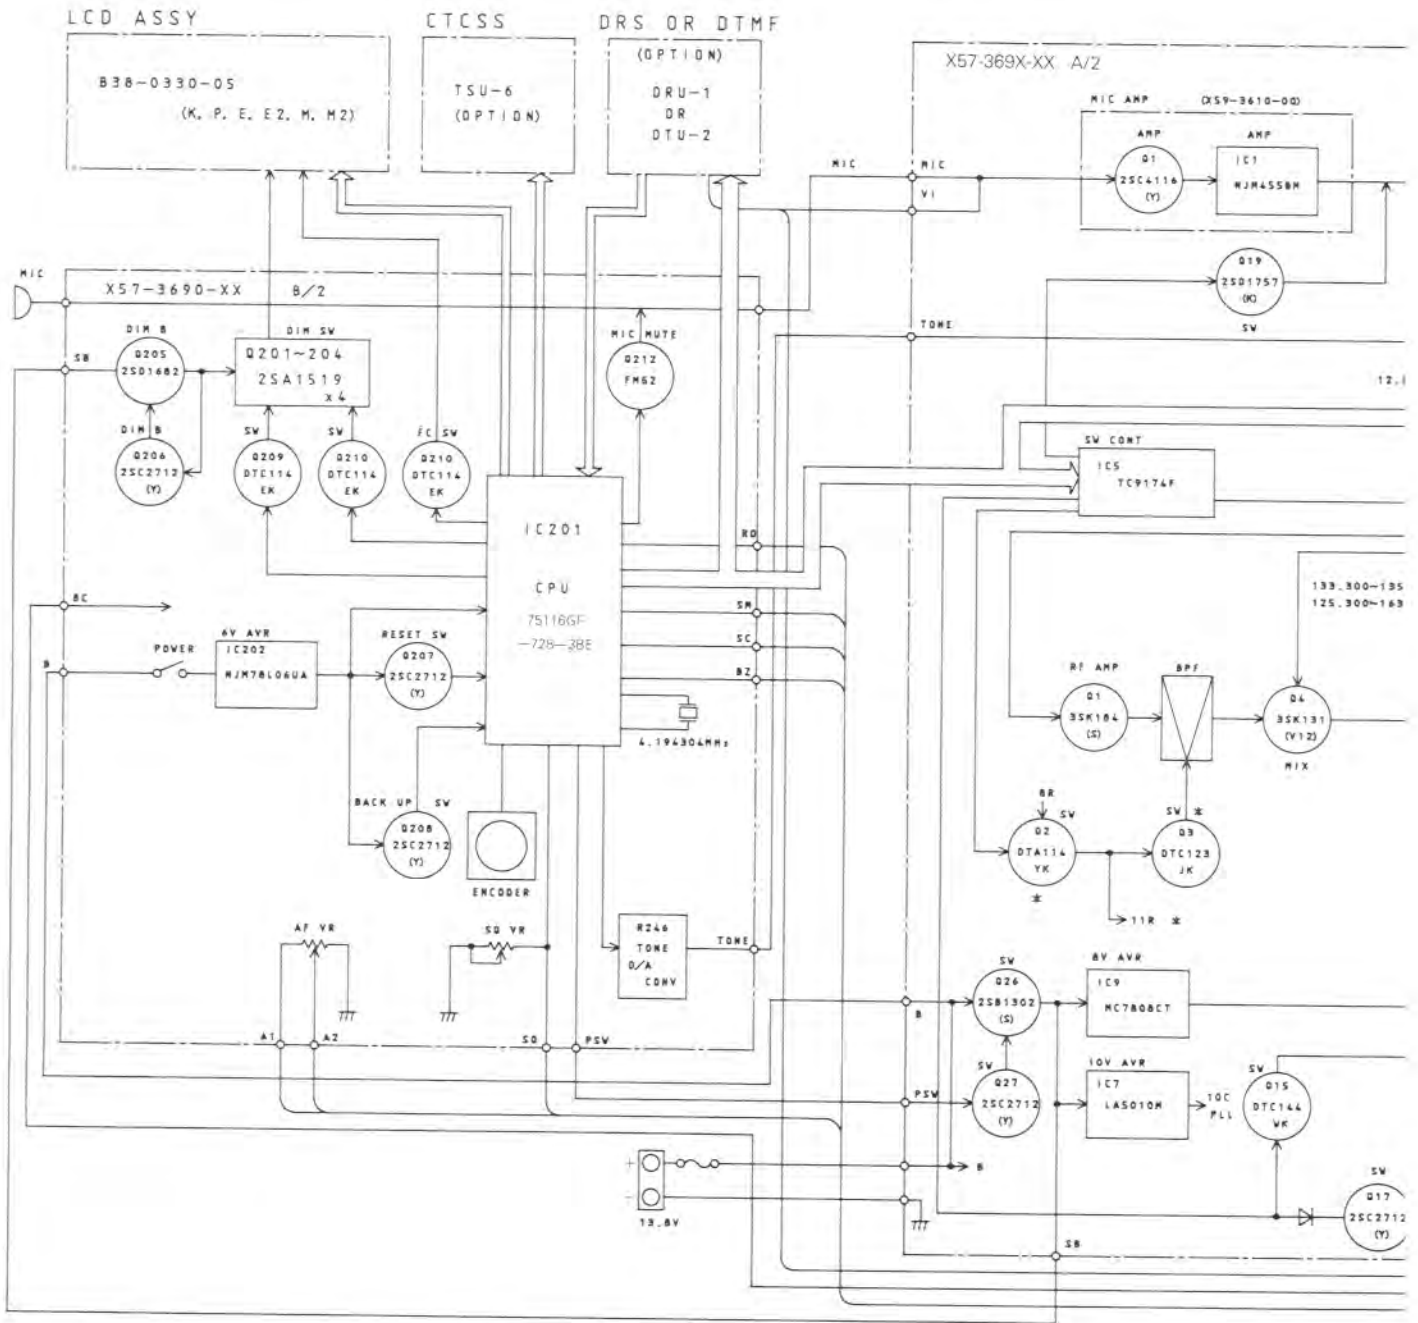 LCD ASSY
B38-0330-05
(K, P, E, E2, M, M2)
CTCSS
TSU-6
(OPTION)
DRS OR DTMF
(OPTION)
DRU-1
OR
DTU-2
X57-369X-XX A/2
MIC AMP (X59-3610-00)
AMP
Q1
2SC4116
(Y)
AMP
IC1
NJM4558M
MIC
MIC
VI
Q19
2SD1757
(K)
SW
TONE
12.
MIC
X57-3690-XX B/2
SB
DIM B
Q205
2SD1682
DIM SW
Q201~204
2SA1519
x4
MIC MUTE
Q212
FMG2
DIM B
Q206
2SC2712
(Y)
SW
Q209
DTC114
EK
SW
Q210
DTC114
EK
FC SW
Q210
DTC114
EK
SW CONT
IC5
TC9174F
IC201
CPU
75116GF
-728-3BE
RD
SM
SC
BZ
4.194304MHz
8C
B
POWER
6V AVR
IC202
NJM78L06UA
RESET SW
Q207
2SC2712
(Y)
BACK UP SW
Q208
2SC2712
(Y)
ENCODER
133.300~135
125.300~163
RF AMP
Q1
3SK184
(S)
BPF
Q4
3SK131
(V12)
MIX
8R
SW
Q2
DTA114
YK
*
SW *
Q3
DTC123
JK
11R *
AF VR
SQ VR
R246
TONE
D/A
CONV
TONE
A1
A2
SQ
PSW
B
SW
Q26
2SB1302
(S)
8V AVR
IC9
MC7808CT
PSW
SW
Q27
2SC2712
(Y)
10V AVR
IC7
LA5010M
10C
PLL
SW
Q15
DTC144
WK
+
-
13.8V
B
SW
Q17
2SC2712
(Y)
SB